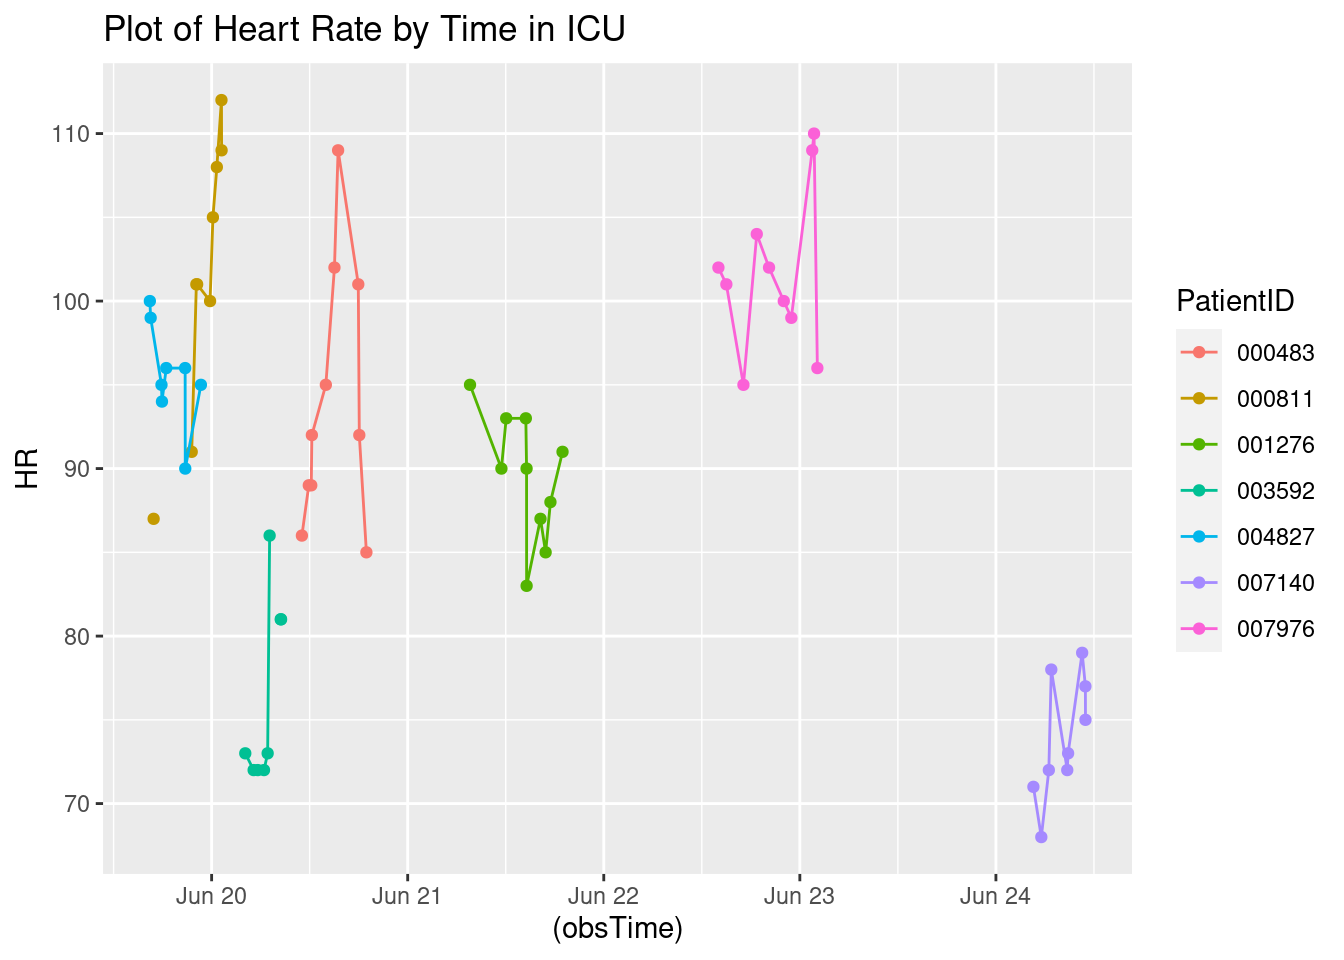 Plot of Heart Rate by Time in ICU
110
100
90
80
70
HR
Jun 20
Jun 21
Jun 22
Jun 23
Jun 24
(obsTime)
PatientID
000483
000811
001276
003592
004827
007140
007976